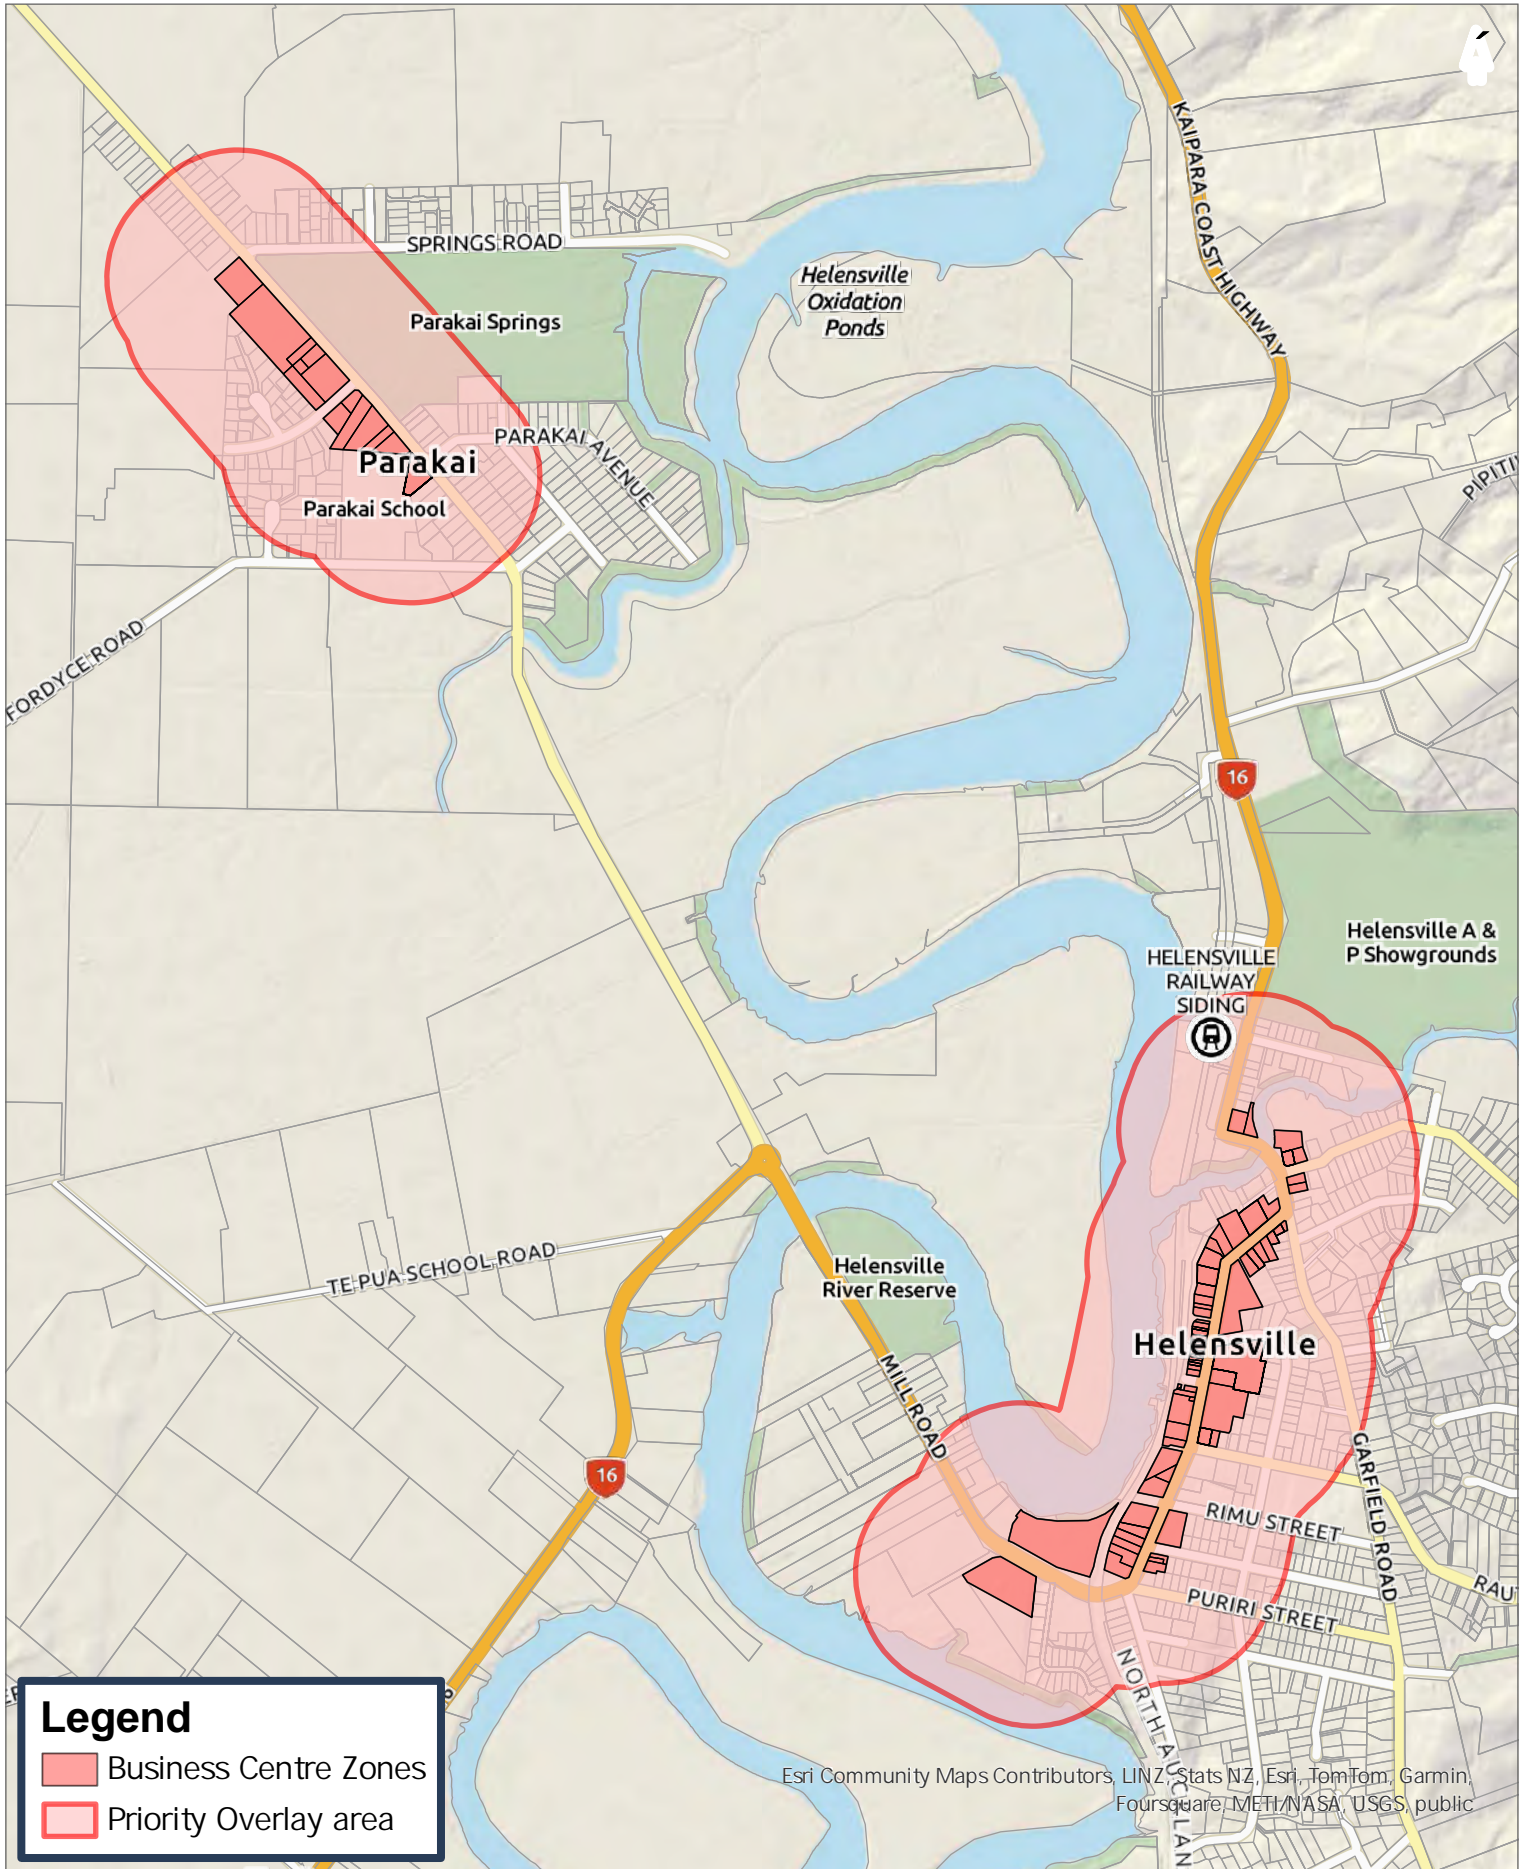 KAIPARA COAST HIGHWAY
SPRINGS ROAD
Helensville
Oxidation
Ponds
Parakai Springs
PARAKAI AVENUE
Parakai
Parakai School
PIPITI
FORDYCE ROAD
16
Helensville A &
P Showgrounds
HELENSVILLE
RAILWAY
SIDING
TE PUA SCHOOL ROAD
Helensville
River Reserve
Helensville
MILL ROAD
GARFIELD ROAD
16
RIMU STREET
RAU
PURIRI STREET
NORTH AUCKLAN
Legend
Business Centre Zones
Priority Overlay area
Esri Community Maps Contributors, LINZ, Stats NZ, Esri, TomTom, Garmin,
Foursquare, METI/NASA, USGS, public